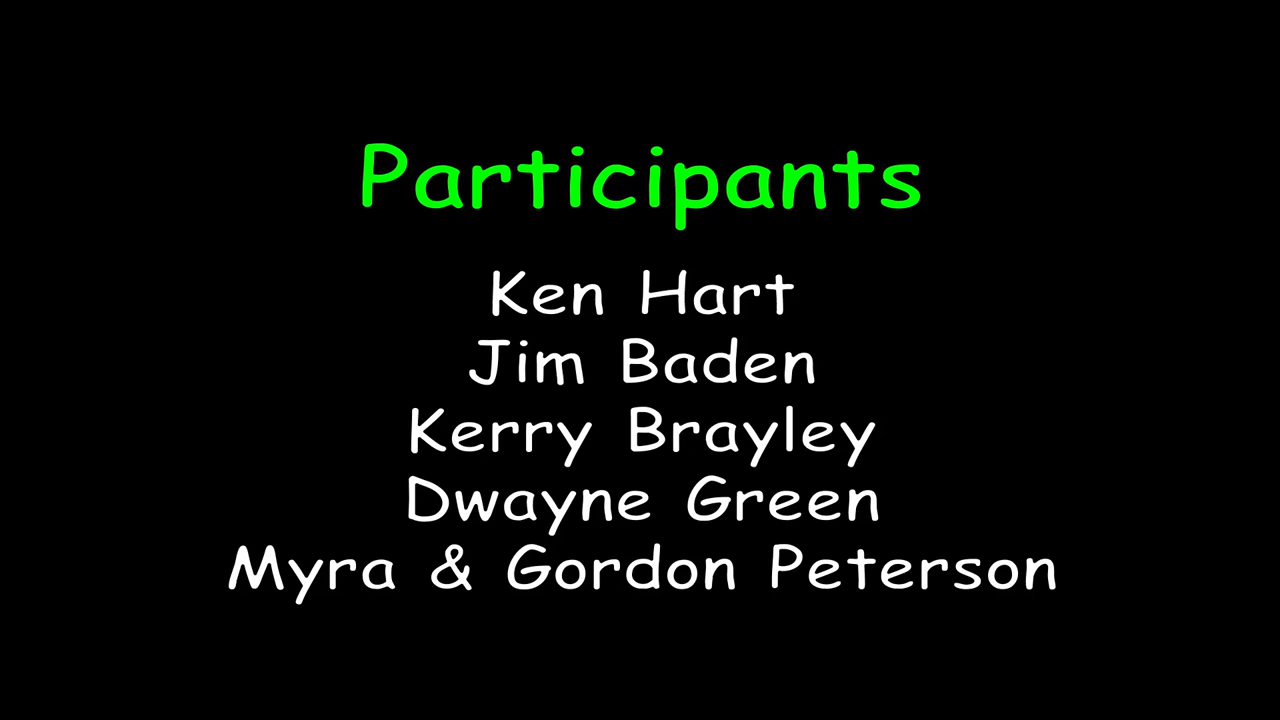 Participants
Ken Hart
Jim Baden
Kerry Brayley
Dwayne Green
Myra & Gordon Peterson